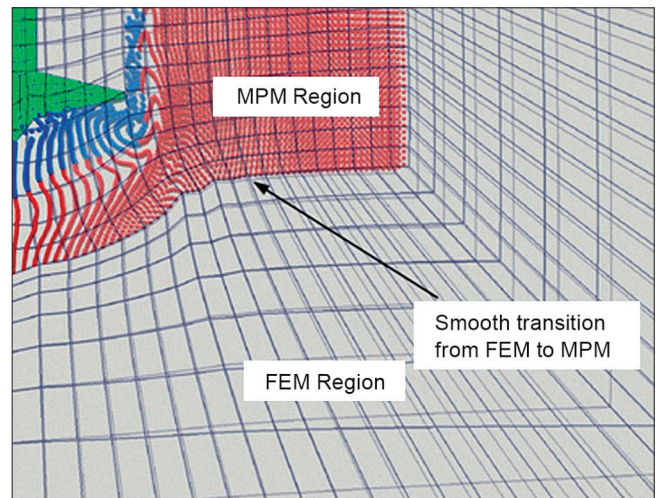 MPM Region
Smooth transition
from FEM to MPM
FEM Region